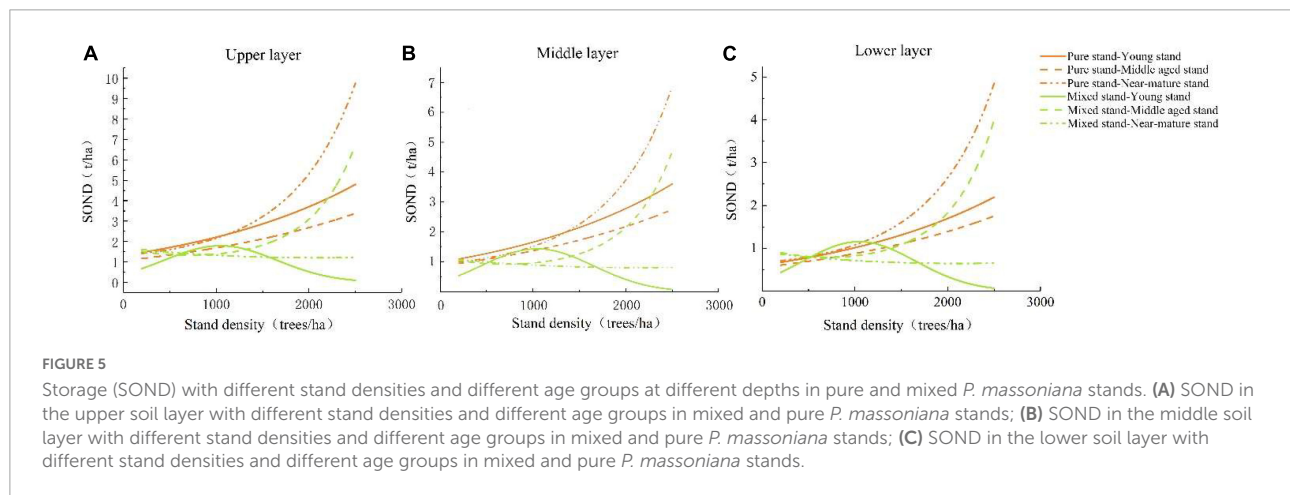 A
Upper layer
SOND（ t/ha）
10
9
8
7
6
5
4
3
2
1
0
0
1000
2000
3000
Stand density（trees/ha）
B
Middle layer
SOND（ t/ha）
7
6
5
4
3
2
1
0
1000
2000
3000
Stand density（trees/ha）
C
Lower layer
SOND（ t/ha）
5
4
3
2
1
0
0
1000
2000
3000
Stand density（trees/ha）
Pure stand-Young stand
Pure stand-Middle aged stand
Pure stand-Near-mature stand
Mixed stand-Young stand
Mixed stand-Middle aged stand
Mixed stand-Near-mature stand
FIGURE 5
Storage (SOND) with different stand densities and different age groups at different depths in pure and mixed P. massoniana stands. (A) SOND in
the upper soil layer with different stand densities and different age groups in mixed and pure P. massoniana stands; (B) SOND in the middle soil
layer with different stand densities and different age groups in mixed and pure P. massoniana stands; (C) SOND in the lower soil layer with
different stand densities and different age groups in mixed and pure P. massoniana stands.